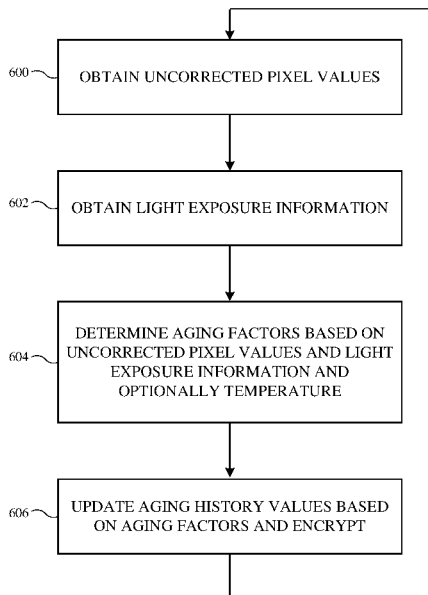 600
OBTAIN UNCORRECTED PIXEL VALUES
602
OBTAIN LIGHT EXPOSURE INFORMATION
604
DETERMINE AGING FACTORS BASED ON
UNCORRECTED PIXEL VALUES AND LIGHT
EXPOSURE INFORMATION AND
OPTIONALLY TEMPERATURE
606
UPDATE AGING HISTORY VALUES BASED
ON AGING FACTORS AND ENCRYPT